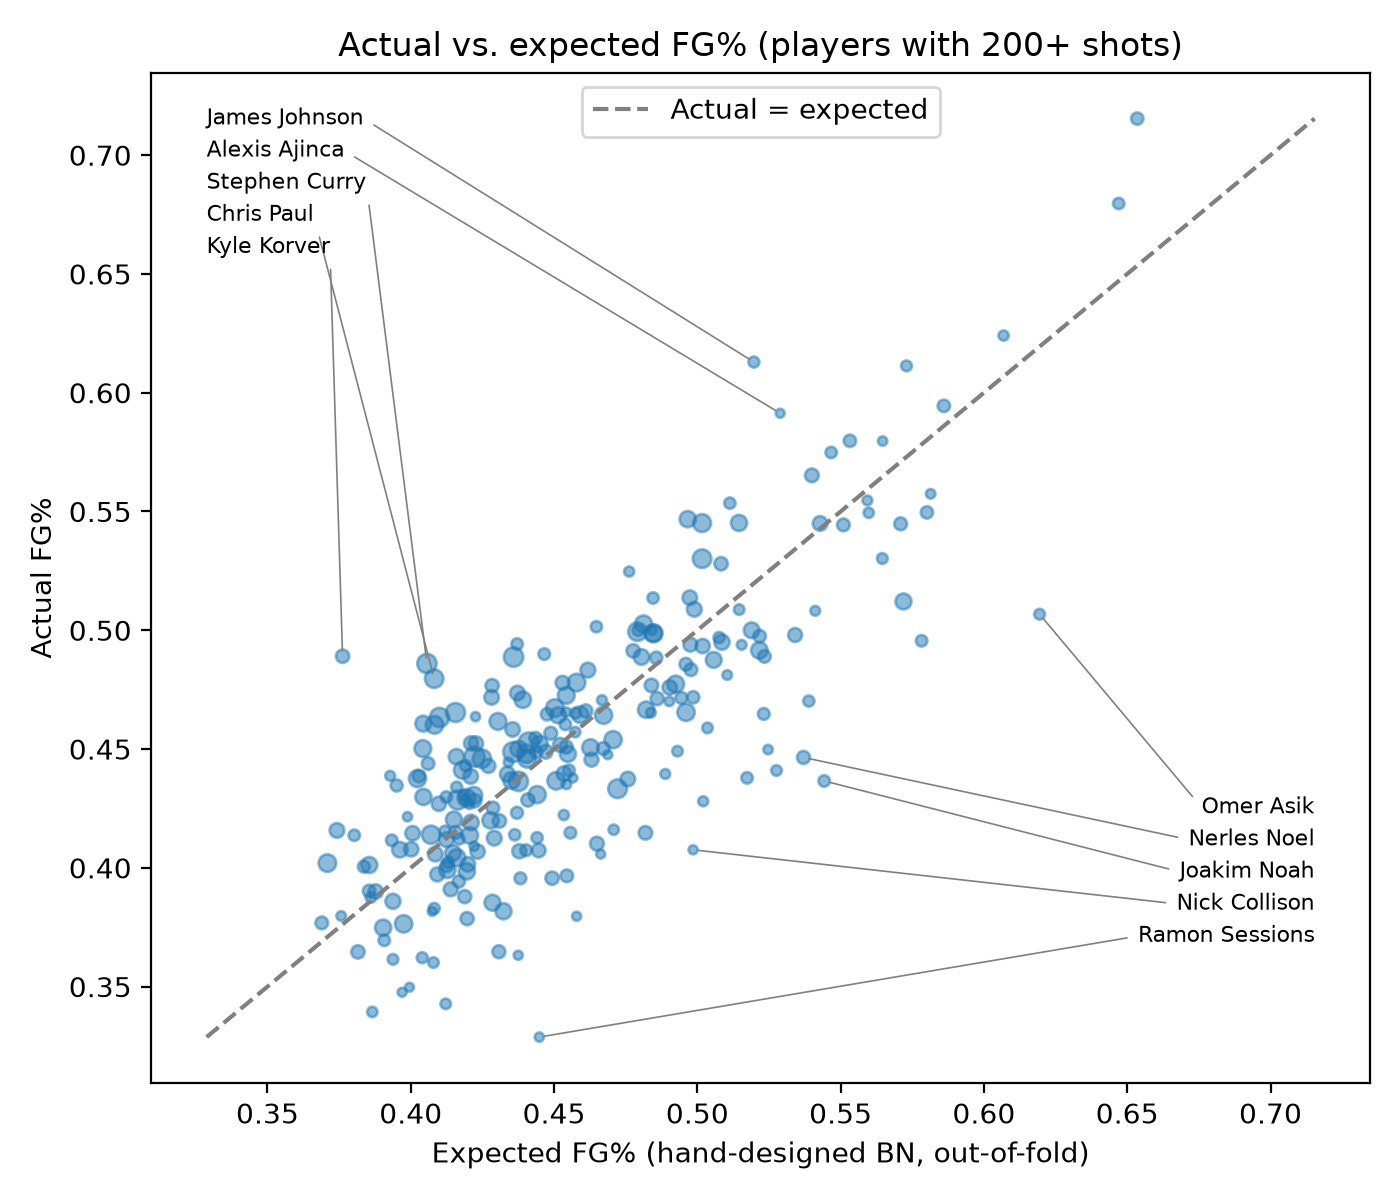 Actual vs. expected FG% (players with 200+ shots)
Actual = expected
James Johnson
Alexis Ajinca
Stephen Curry
Chris Paul
Kyle Korver
Omer Asik
Nerles Noel
Joakim Noah
Nick Collison
Ramon Sessions
Actual FG%
0.70
0.65
0.60
0.55
0.50
0.45
0.40
0.35
0.35 0.40 0.45 0.50 0.55 0.60 0.65 0.70
Expected FG% (hand-designed BN, out-of-fold)